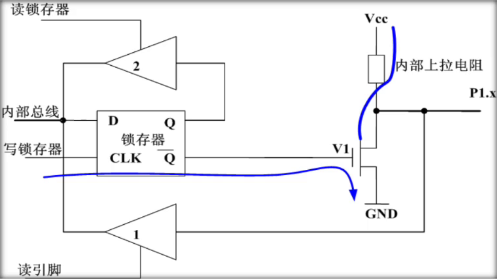 读锁存器
Vcc
2
内部上拉电阻
P1.x
内部总线
D Q
锁存器
写锁存器
CLK Q
V1
GND
1
读引脚